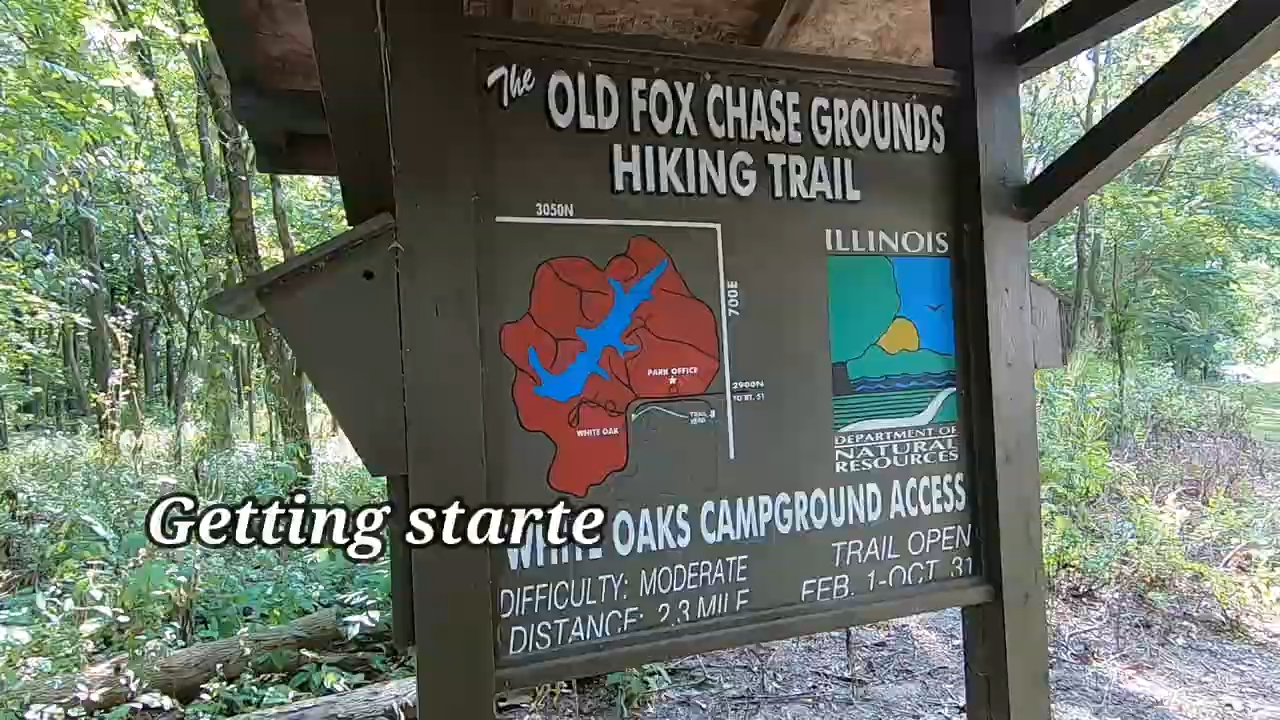 The
OLD FOX CHASE GROUNDS
HIKING TRAIL
3050N
700E
ILLINOIS
PARK OFFICE
2900N
TO RT. 51
TRAIL HEAD
WHITE OAK
DEPARTMENT OF
NATURAL
RESOURCES
Getting starte
WHITE OAKS CAMPGROUND ACCESS
DIFFICULTY: MODERATE
DISTANCE: 2.3 MILE
TRAIL OPEN
FEB. 1-OCT. 31